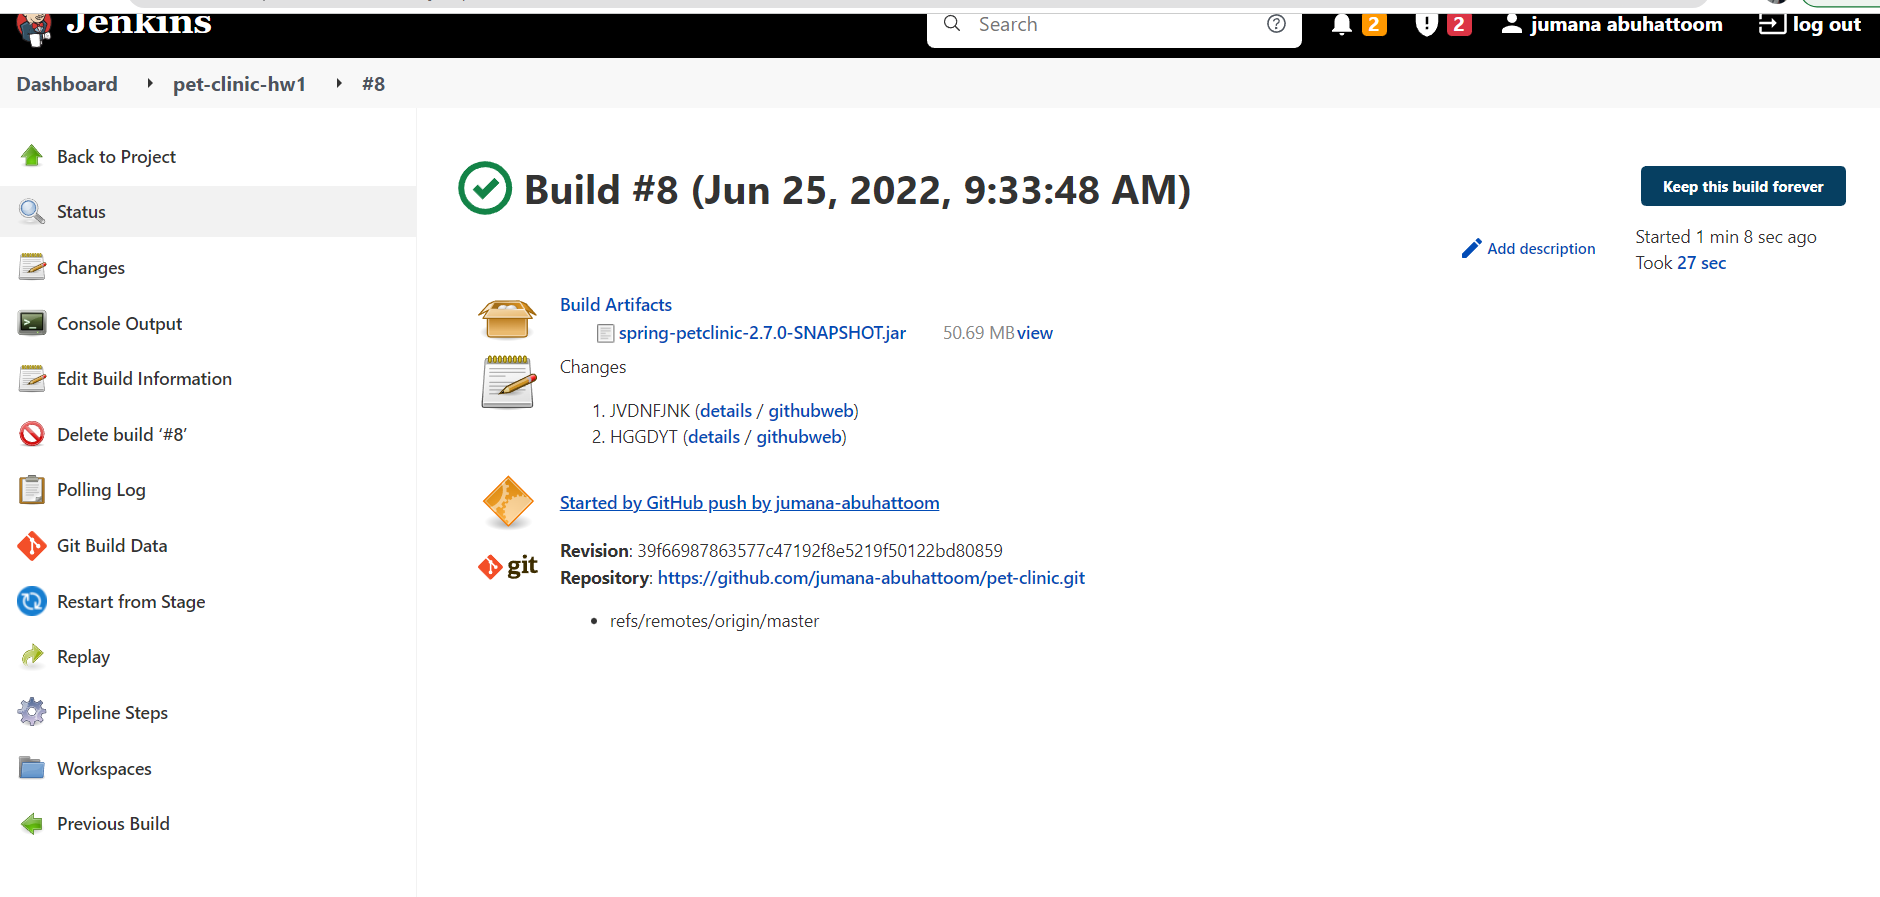 Jenkins
Search
2
2
jumana abuhattoom
log out
Dashboard
pet-clinic-hw1
#8
Back to Project
Status
Changes
Console Output
Edit Build Information
Delete build ‘#8’
Polling Log
Git Build Data
Restart from Stage
Replay
Pipeline Steps
Workspaces
Previous Build
Build #8 (Jun 25, 2022, 9:33:48 AM)
Keep this build forever
Add description
Started 1 min 8 sec ago
Took 27 sec
Build Artifacts
spring-petclinic-2.7.0-SNAPSHOT.jar 50.69 MB view
Changes
1. JVDNFJNK (details / githubweb)
2. HGGDYT (details / githubweb)
Started by GitHub push by jumana-abuhattoom
git
Revision: 39f66987863577c47192f8e5219f50122bd80859
Repository: https://github.com/jumana-abuhattoom/pet-clinic.git
• refs/remotes/origin/master